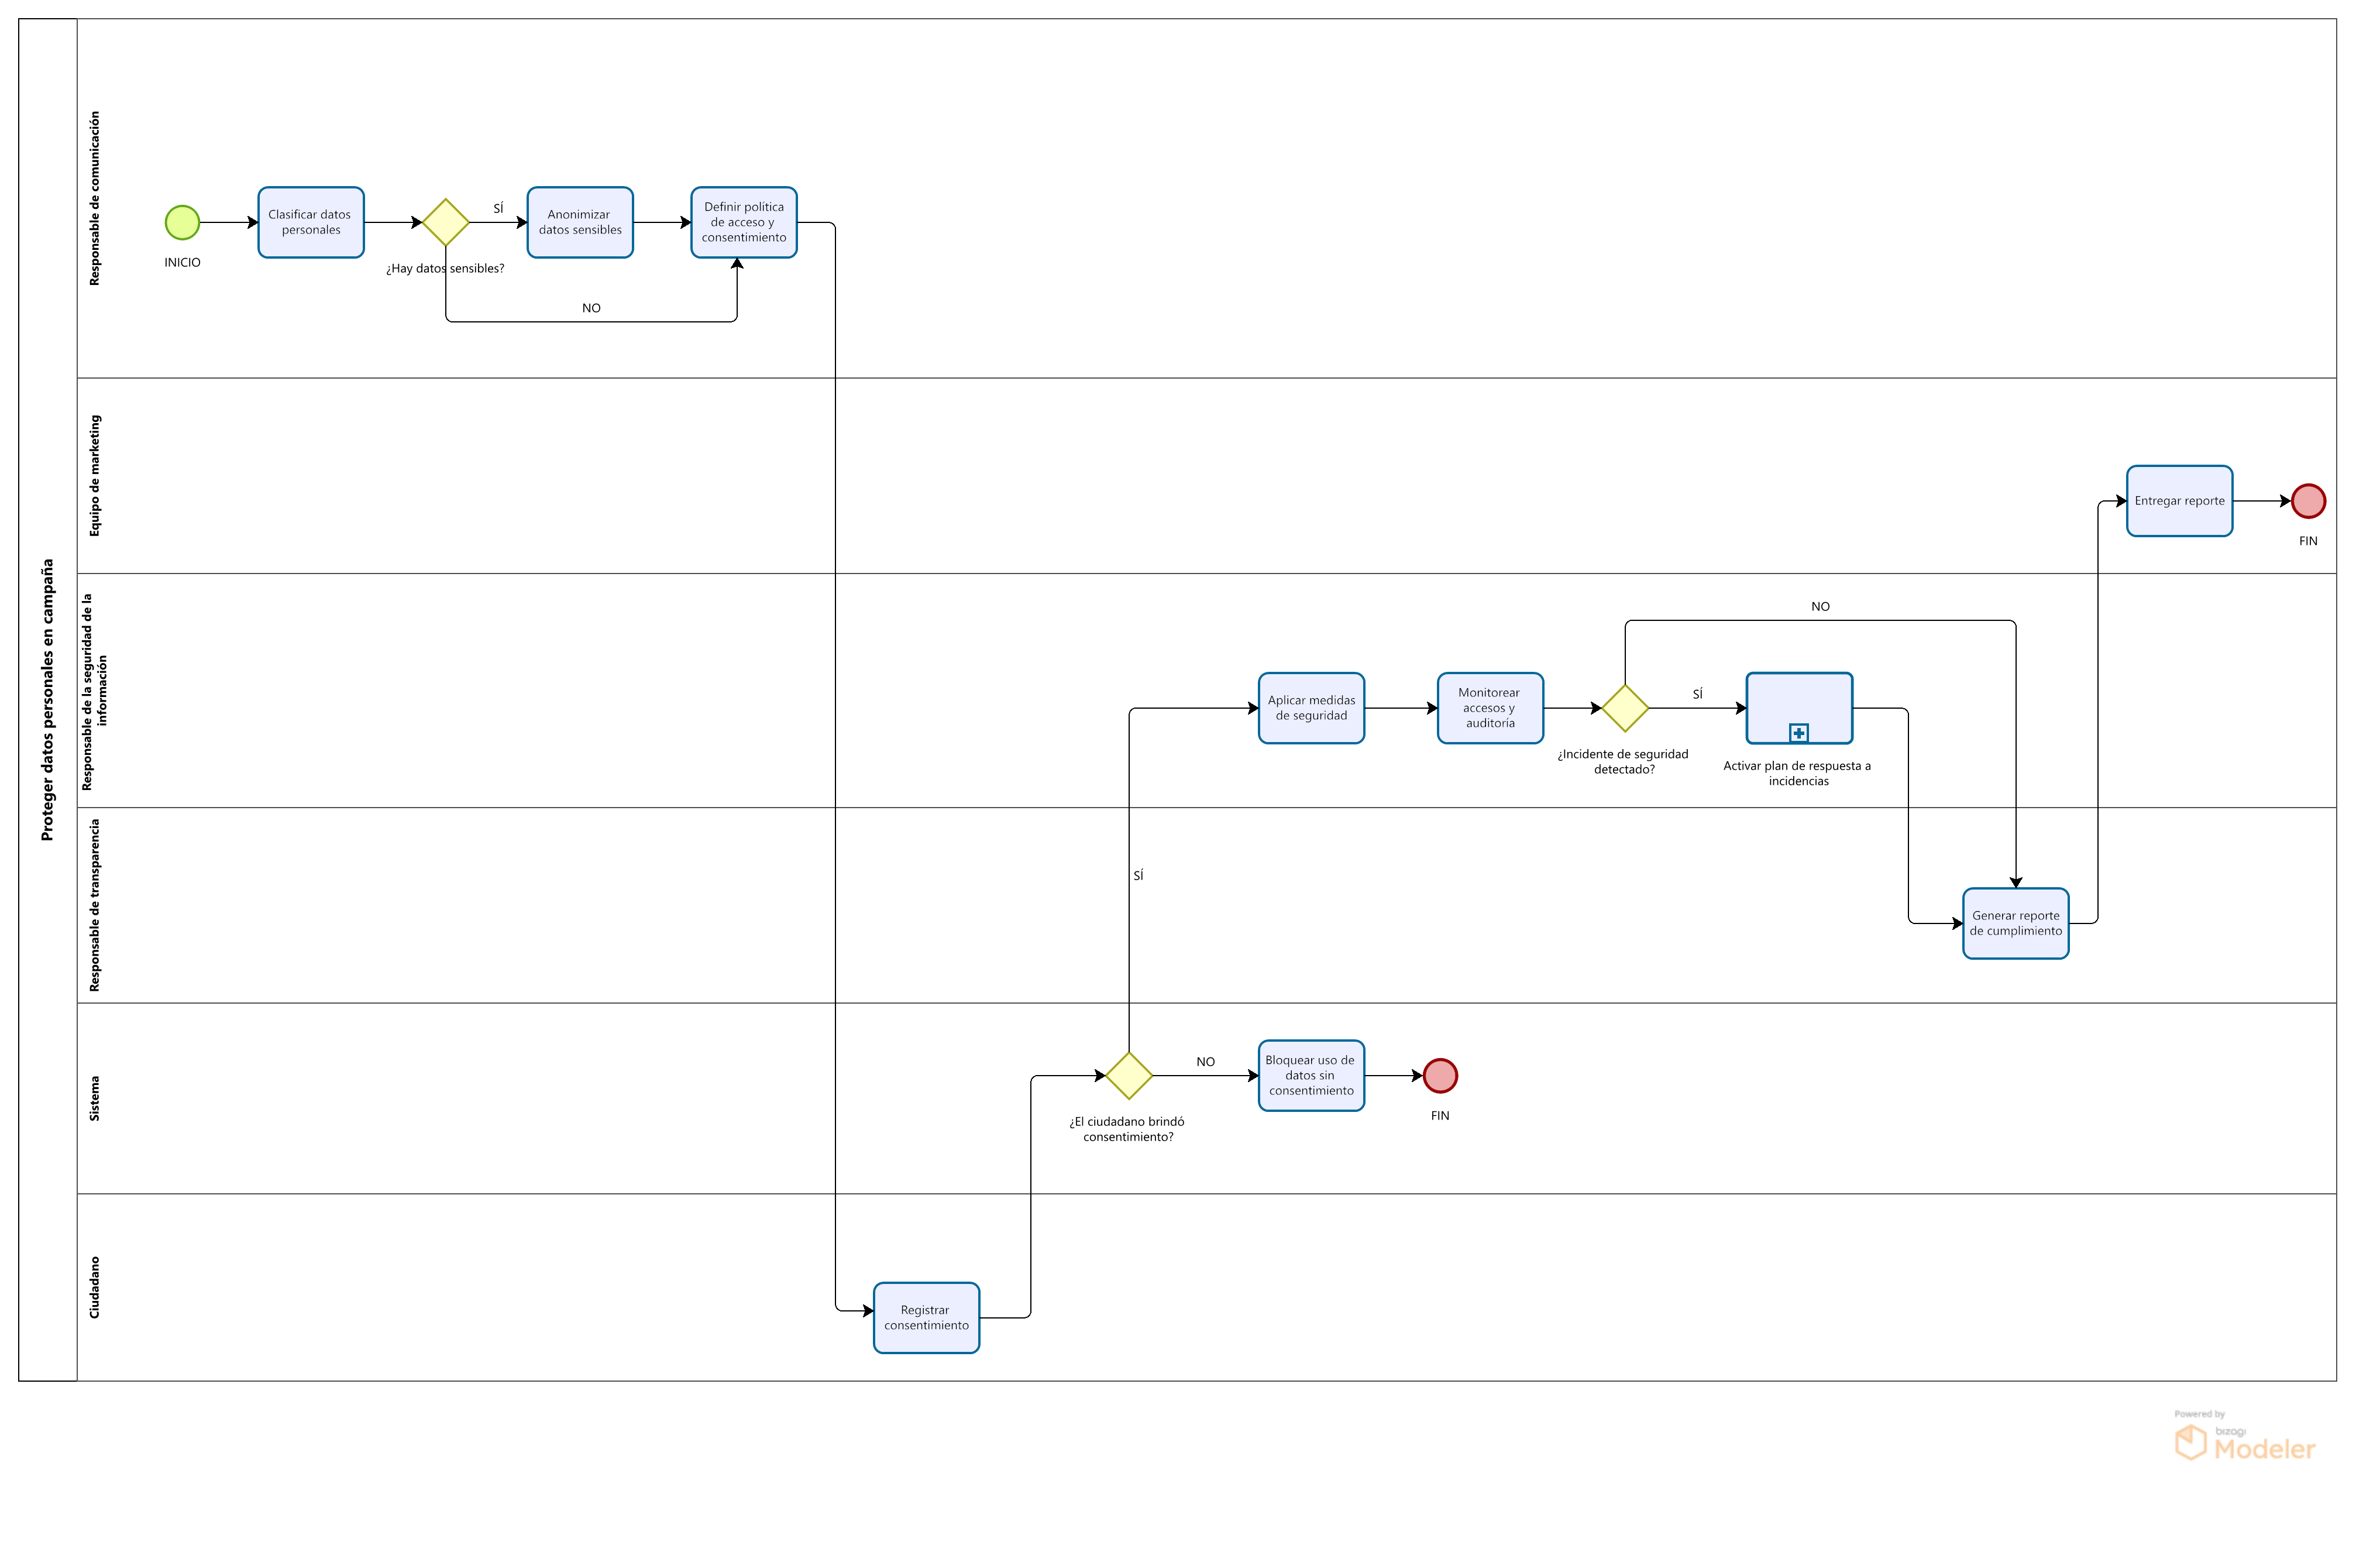 Proteger datos personales en campaña
Responsable de comunicación
INICIO
Clasificar datos
personales
¿Hay datos sensibles?
SÍ
NO
Anonimizar
datos sensibles
Definir política
de acceso y
consentimiento
Equipo de marketing
Entregar reporte
FIN
Responsable de la seguridad de la
información
Aplicar medidas
de seguridad
Monitorear
accesos y
auditoría
¿Incidente de seguridad
detectado?
NO
SÍ
Activar plan de respuesta a
incidencias
Responsable de transparencia
SÍ
Generar reporte
de cumplimiento
Sistema
¿El ciudadano brindó
consentimiento?
NO
Bloquear uso de
datos sin
consentimiento
FIN
Ciudadano
Registrar
consentimiento
Powered by
bizagi
Modeler